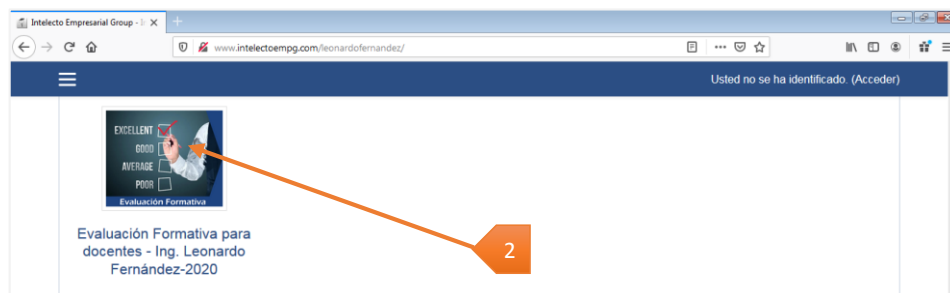 Intelecto Empresarial Group - I
www.intelectoempg.com/leonardofernandez/
Usted no se ha identificado. (Acceder)
EXCELLENT
GOOD
AVERAGE
POOR
Evaluación Formativa
Evaluación Formativa para
docentes - Ing. Leonardo
Fernández-2020
2